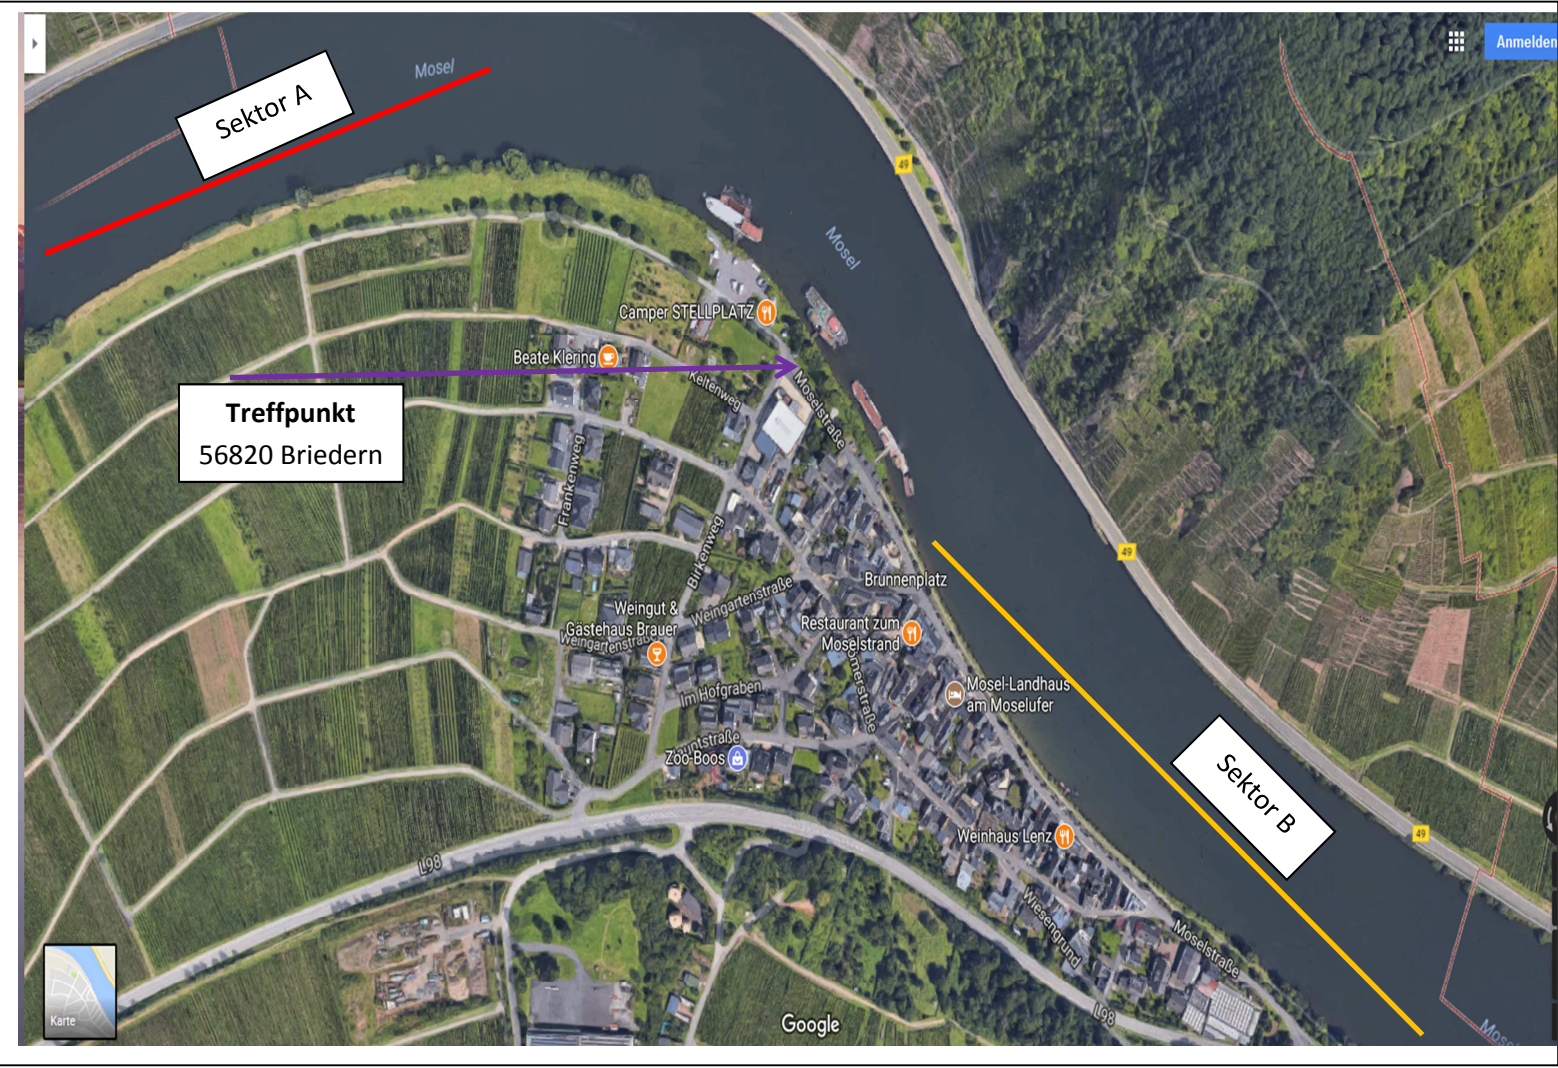 Anmelden
Mosel
Sektor A
49
Mosel
Camper STELLPLATZ
Beate Klering
Keltenweg
Moselstraße
Treffpunkt
56820 Briedern
Frankenweg
Birkenweg
49
Brunnenplatz
Weingartenstraße
Weingut &
Gästehaus Brauer
Weingartenstraße
Restaurant zum
Moselstrand
Mosel-Landhaus
am Moselufer
Im Hofgraben
Zoo-Boos
Sektor B
49
Weinhaus Lenz
L98
Wiesengrund
Moselstraße
L98
Karte
Google
Mosel